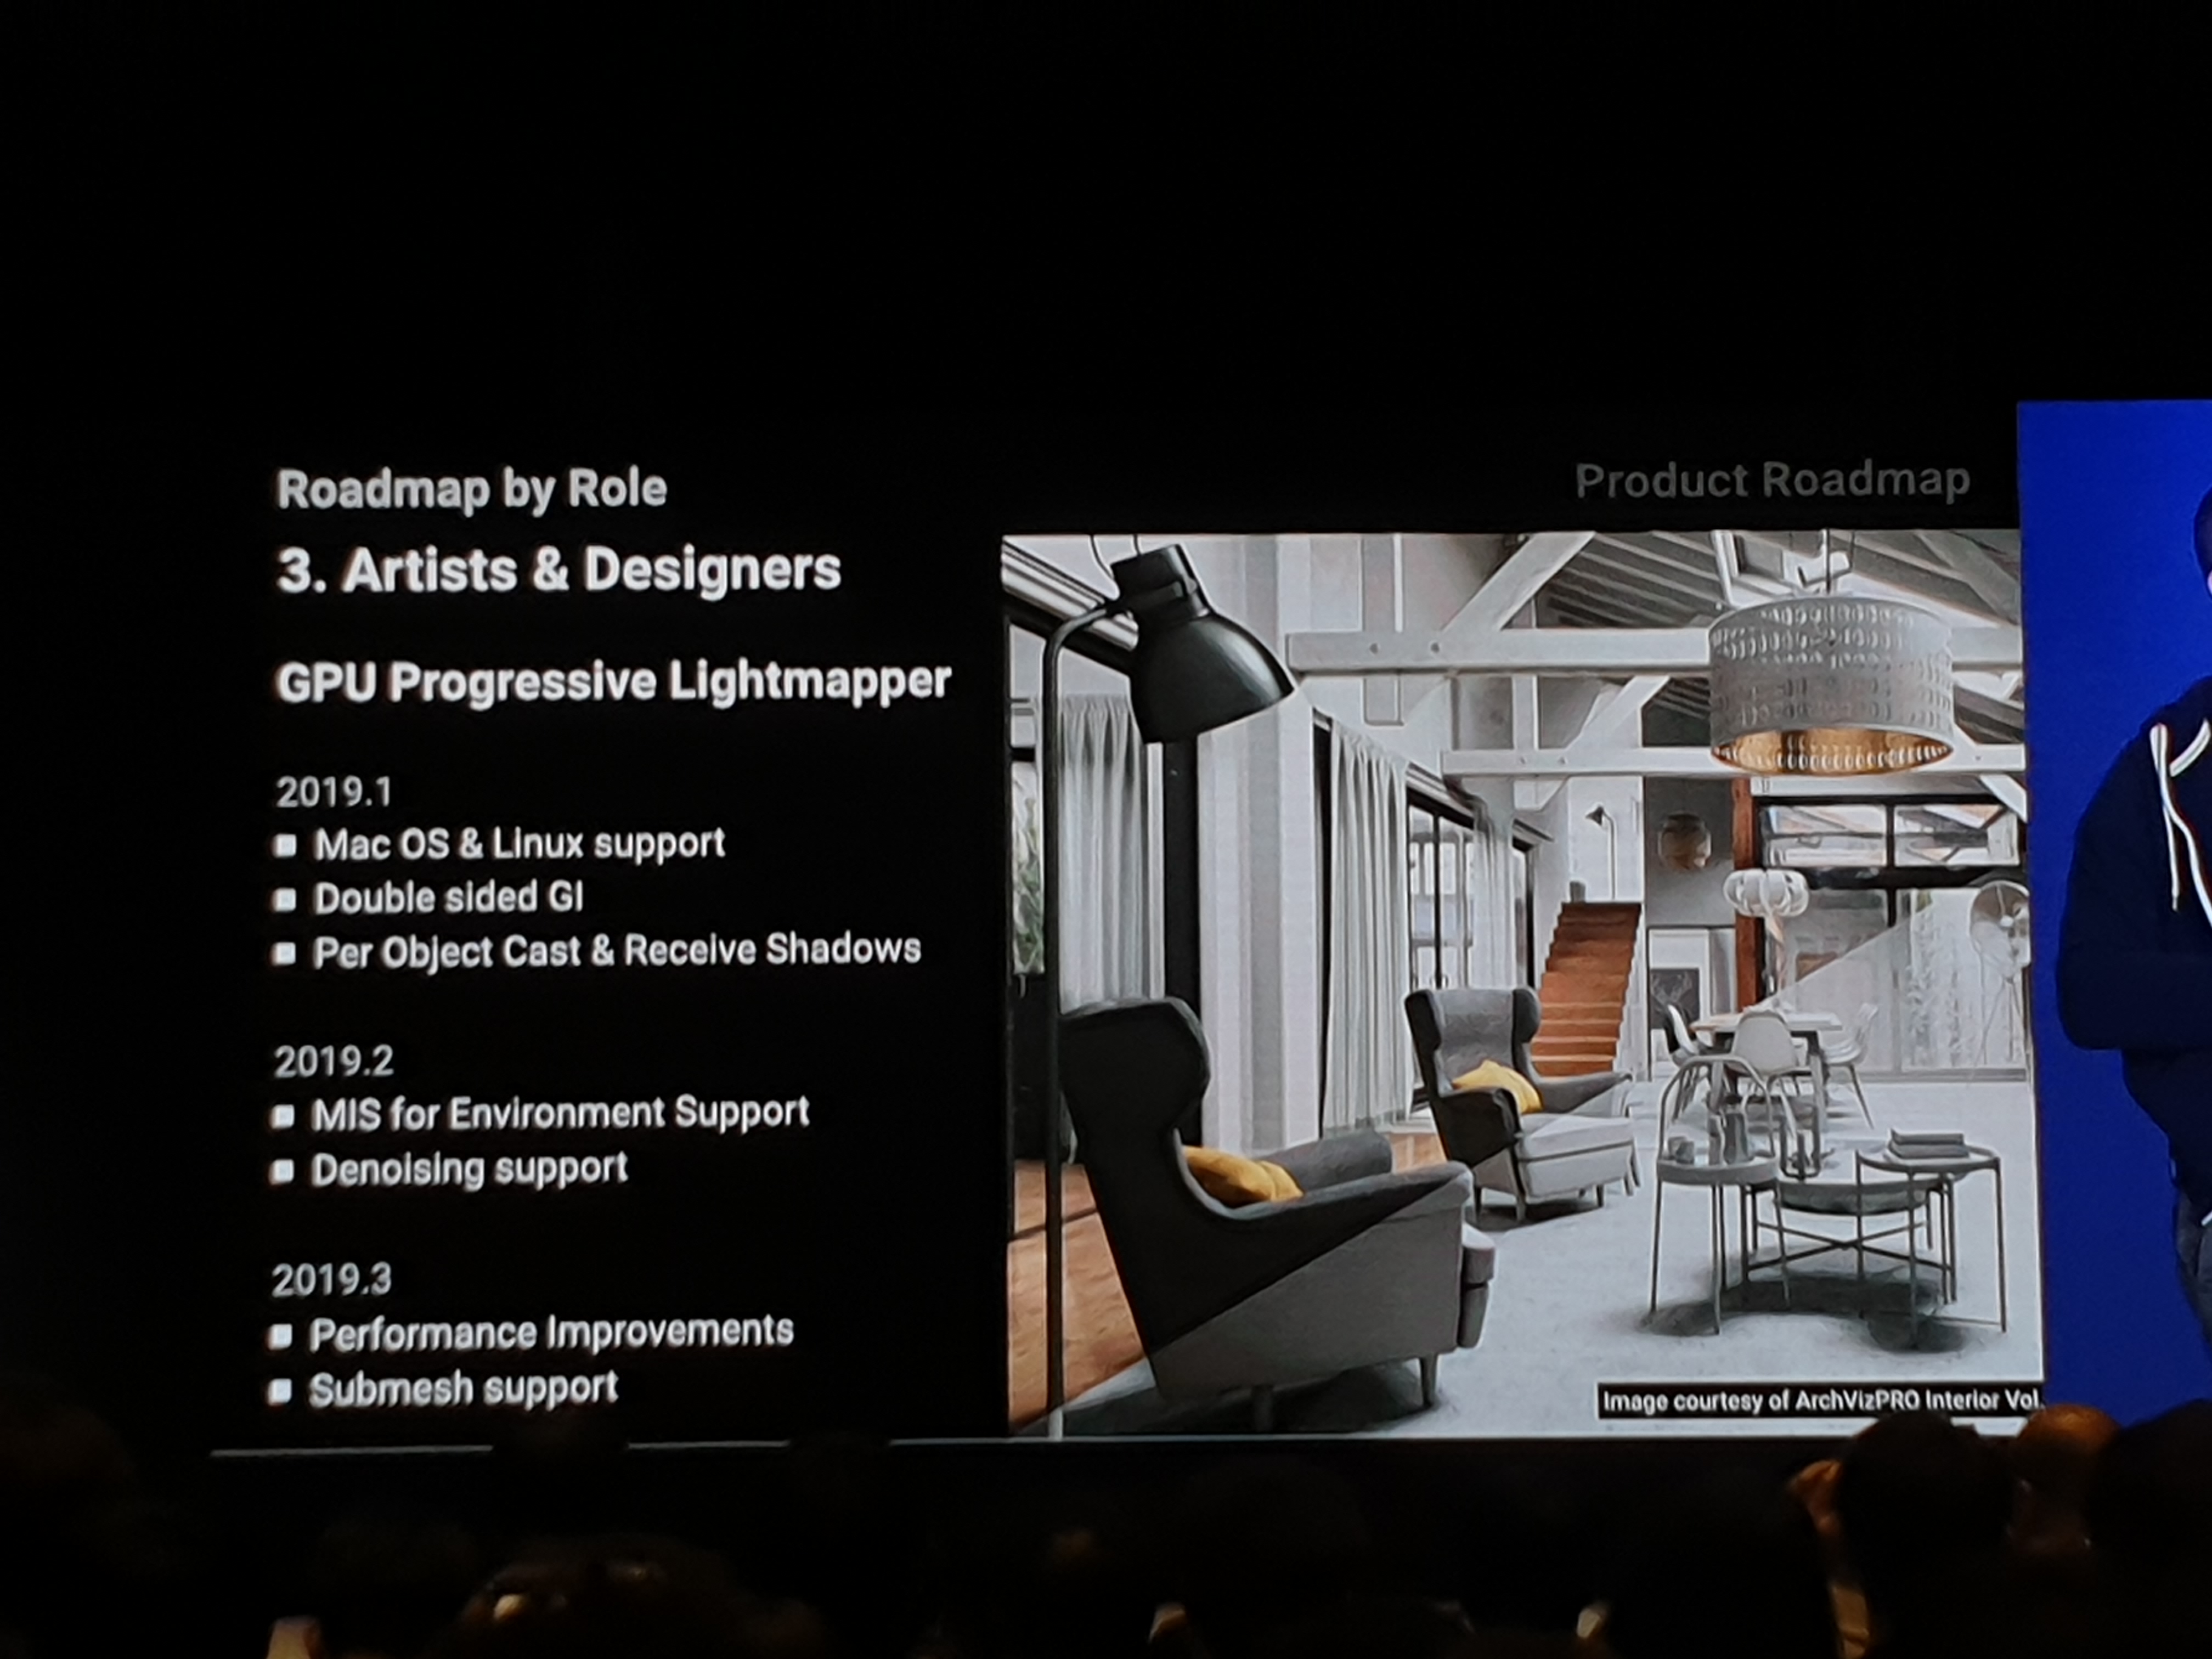 Roadmap by Role
3. Artists & Designers
GPU Progressive Lightmapper
2019.1
Mac OS & Linux support
Double sided GI
Per Object Cast & Receive Shadows
2019.2
MIS for Environment Support
Denoising support
2019.3
Performance Improvements
Submesh support
Product Roadmap
Image courtesy of ArchVizPRO Interior Vol.